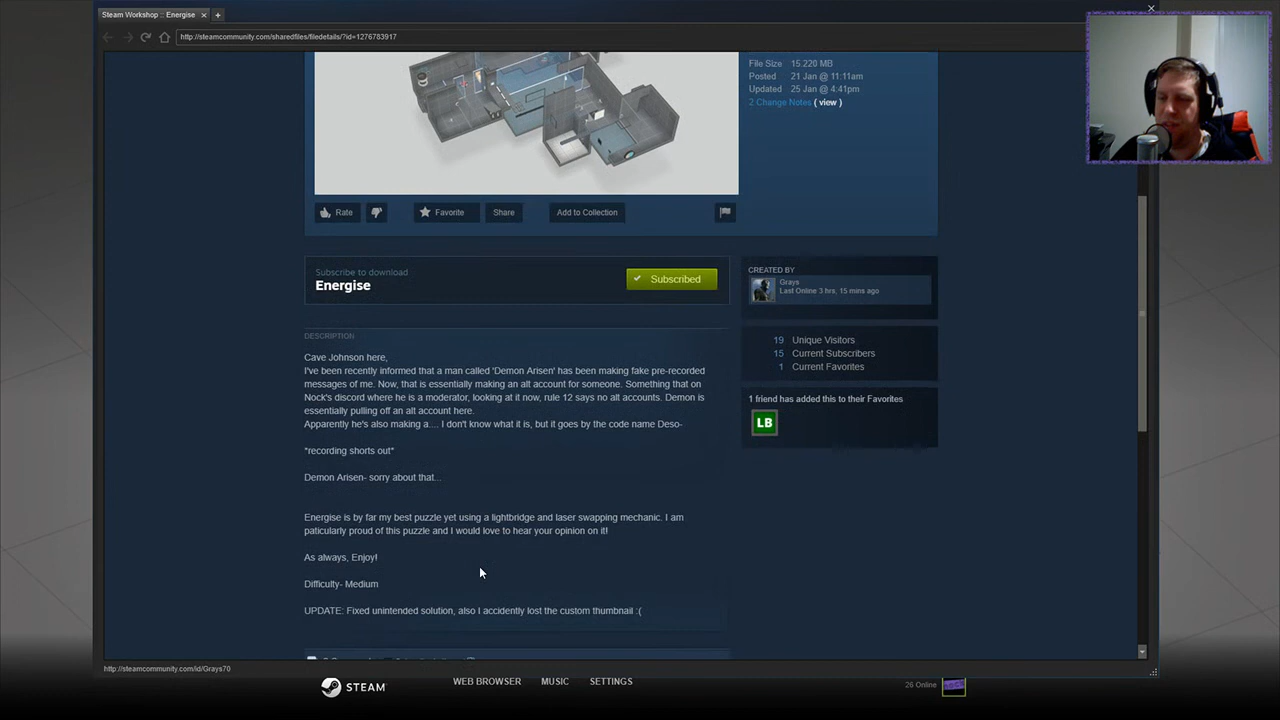 Steam Workshop :: Energise
http://steamcommunity.com/sharedfiles/filedetails/?id=1276783917
File Size 15.220 MB
Posted 21 Jan @ 11:11am
Updated 25 Jan @ 4:41pm
2 Change Notes ( view )
Rate
Favorite
Share
Add to Collection
Subscribe to download
Energise
Subscribed
CREATED BY
Grays
Last Online 3 hrs, 15 mins ago
19 Unique Visitors
15 Current Subscribers
1 Current Favorites
1 friend has added this to their Favorites
LB
DESCRIPTION
Cave Johnson here,
I've been recently informed that a man called 'Demon Arisen' has been making fake pre-recorded
messages of me. Now, that is essentially making an alt account for someone. Something that on
Nock's discord where he is a moderator, looking at it now, rule 12 says no alt accounts. Demon is
essentially pulling off an alt account here.
Apparently he's also making a.... I don't know what it is, but it goes by the code name Deso-
*recording shorts out*
Demon Arisen- sorry about that...
Energise is by far my best puzzle yet using a lightbridge and laser swapping mechanic. I am
paticularly proud of this puzzle and I would love to hear your opinion on it!
As always, Enjoy!
Difficulty- Medium
UPDATE: Fixed unintended solution, also I accidently lost the custom thumbnail :(
http://steamcommunity.com/id/Grays70
STEAM
WEB BROWSER
MUSIC
SETTINGS
26 Online